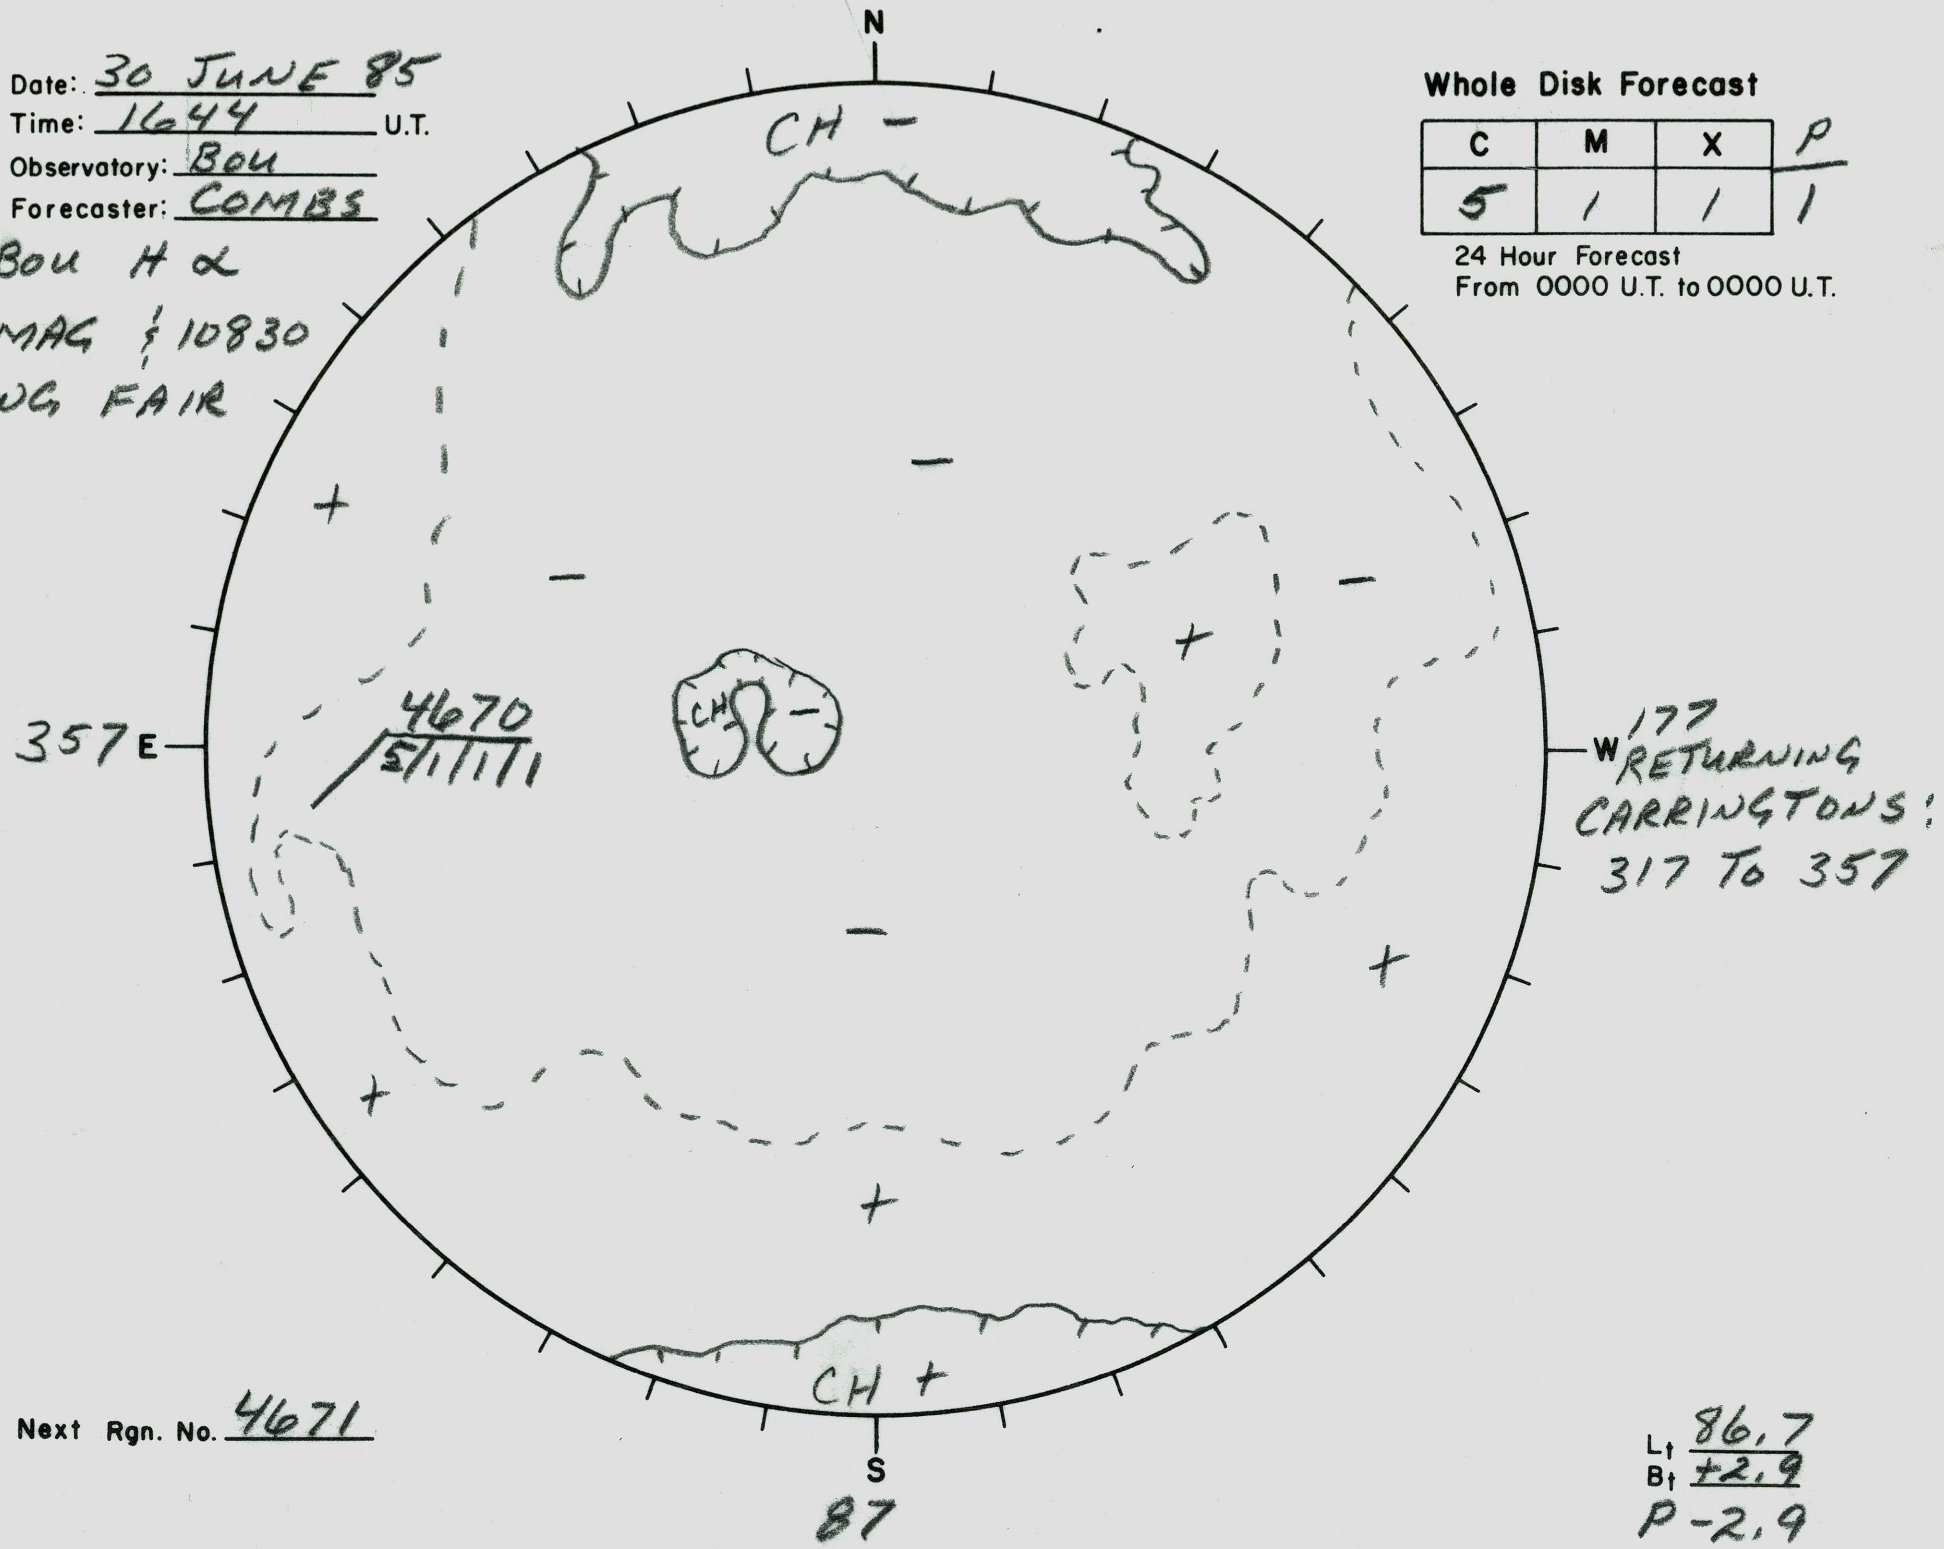 N
Date: 30 JUNE 85
Time: 1644 U.T.
Observatory: BOU
Forecaster: COMBS
BOU H α
MAG & 10830
NG FAIR
Whole Disk Forecast
C M X P
5 1 1 1
24 Hour Forecast
From 0000 U.T. to 0000 U.T.
CH -
+
-
-
-
+
4670
5/1/1/1/1
CH -
357 E
W 177
RETURNING
CARRINGTONS:
317 TO 357
-
+
+
+
CH +
Next Rgn. No. 4671
S
87
Lt 86.7
Bt +2.9
P -2.9